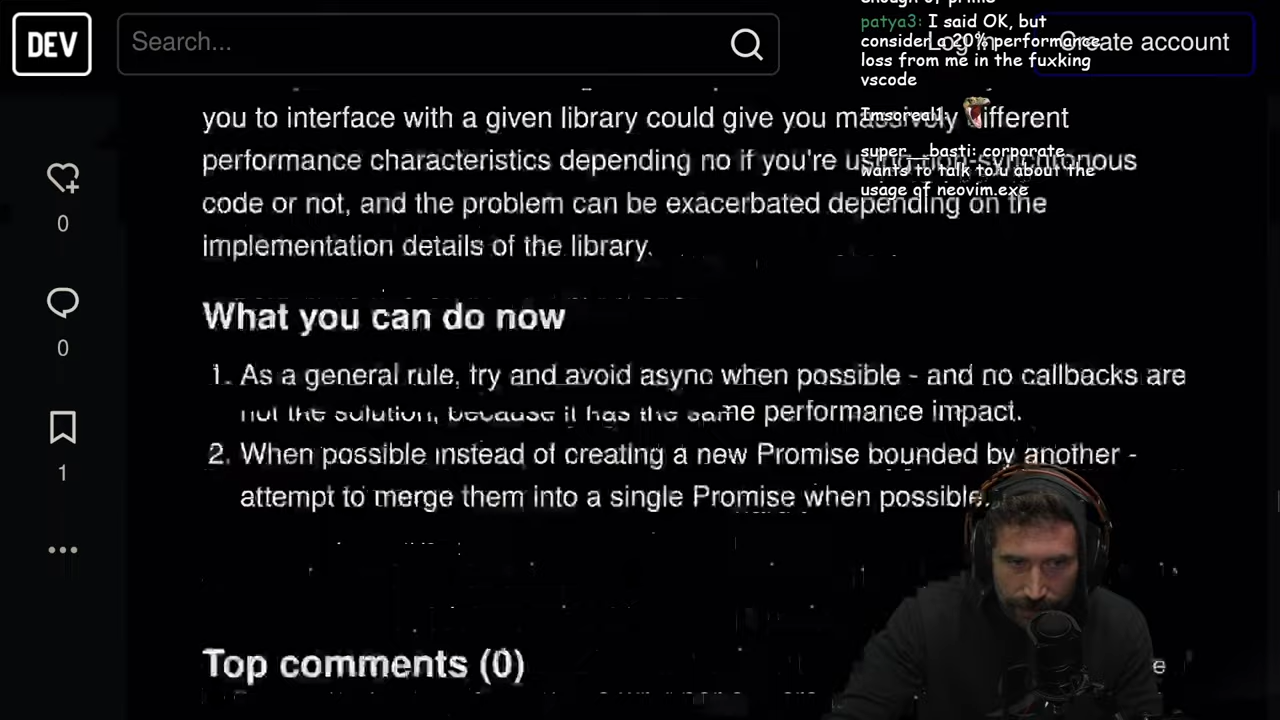 DEV
Search...
Log in
Create account
patya3: I said OK, but
consider a 20% performance
loss from me in the fuxking
vscode
Imsoreal1:
super__basti: corporate
wants to talk to u about the
usage of neovim.exe
you to interface with a given library could give you massively different
performance characteristics depending no if you're using non-synchronous
code or not, and the problem can be exacerbated depending on the
implementation details of the library.
0
0
1
What you can do now
1. As a general rule, try and avoid async when possible - and no callbacks are
not the solution, because it has the same performance impact.
2. When possible instead of creating a new Promise bounded by another -
attempt to merge them into a single Promise when possible.
Top comments (0)